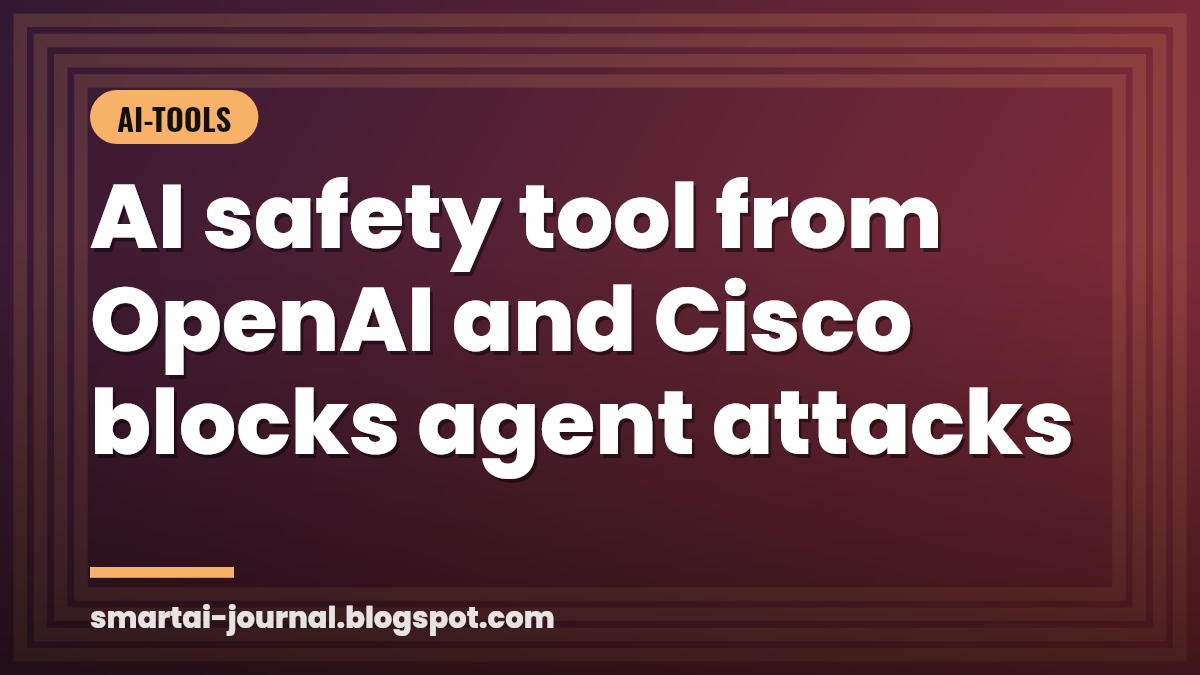 AI-TOOLS
AI safety tool from
OpenAI and Cisco
blocks agent attacks
smartai-journal.blogspot.com